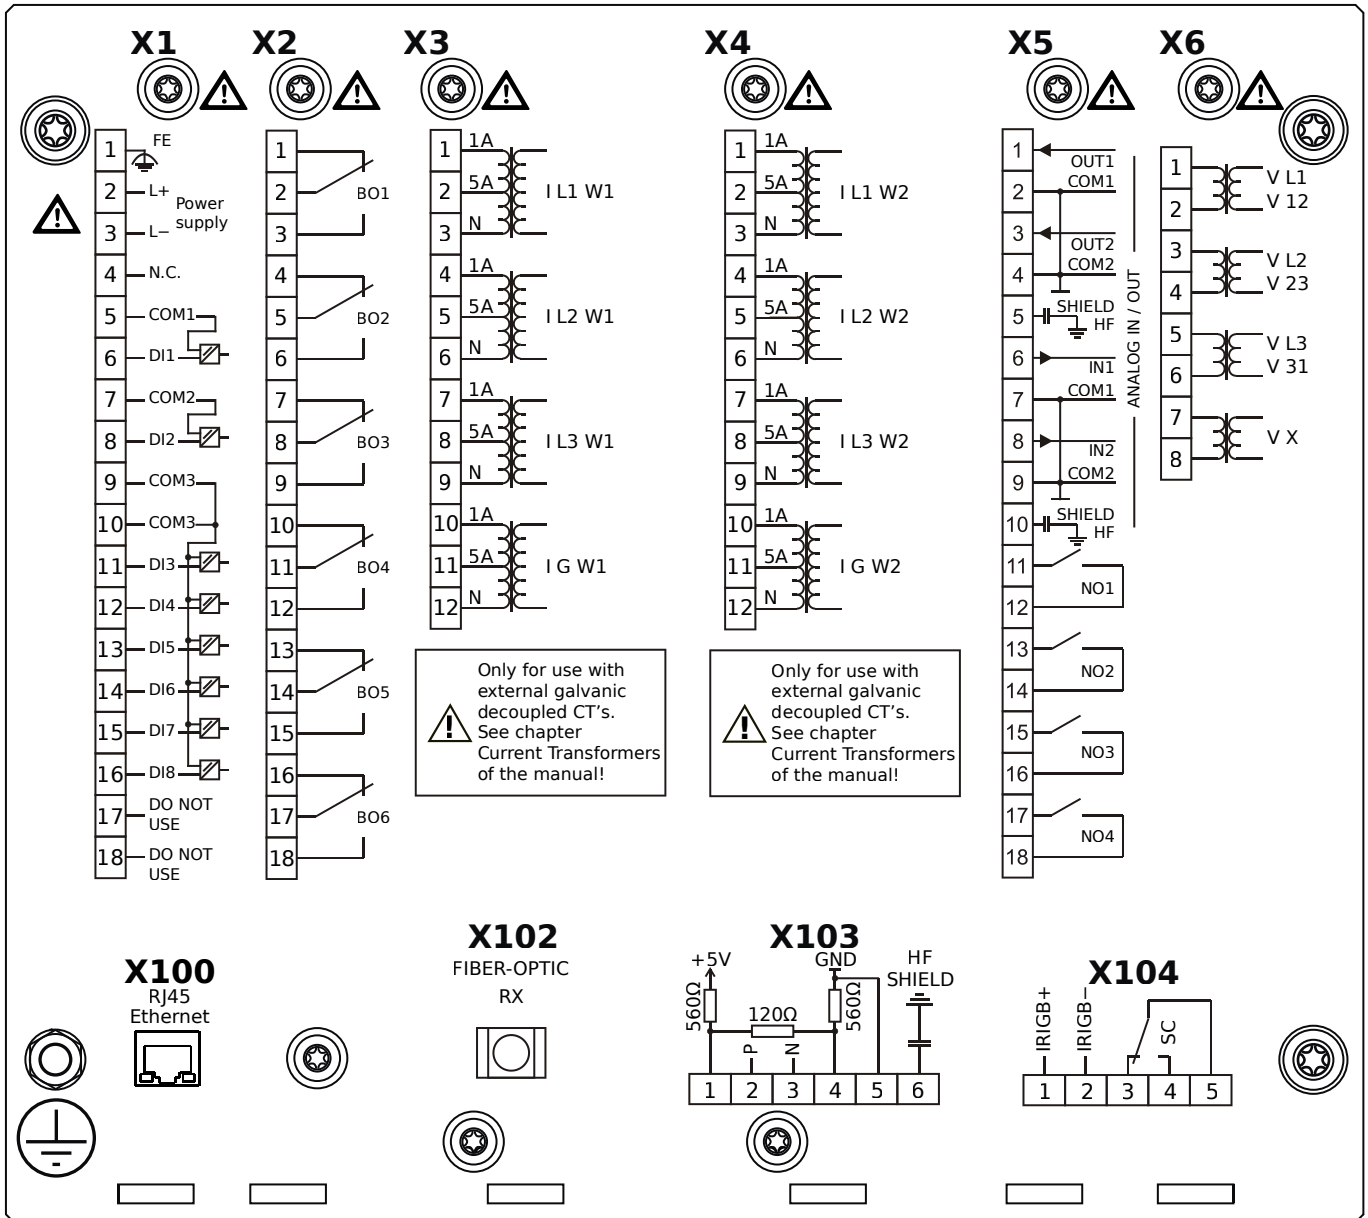 X1
X2
X3
X4
X5
X6
1
FE
2
L+
Power
supply
3
L−
4
N.C.
5
COM1
6
DI1
7
COM2
8
DI2
9
COM3
10
COM3
11
DI3
12
DI4
13
DI5
14
DI6
15
DI7
16
DI8
17
DO NOT
USE
18
DO NOT
USE
1
2
BO1
3
4
5
BO2
6
7
8
BO3
9
10
11
BO4
12
13
14
BO5
15
16
17
BO6
18
1
1A
2
5A
I L1 W1
3
N
4
1A
5
5A
I L2 W1
6
N
7
1A
8
5A
I L3 W1
9
N
10
1A
11
5A
I G W1
12
N
Only for use with
external galvanic
decoupled CT's.
See chapter
Current Transformers
of the manual!
1
1A
2
5A
I L1 W2
3
N
4
1A
5
5A
I L2 W2
6
N
7
1A
8
5A
I L3 W2
9
N
10
1A
11
5A
I G W2
12
N
Only for use with
external galvanic
decoupled CT's.
See chapter
Current Transformers
of the manual!
1
OUT1
2
COM1
3
OUT2
4
COM2
5
SHIELD
HF
6
IN1
7
COM1
8
IN2
9
COM2
10
SHIELD
HF
ANALOG IN / OUT
11
NO1
12
13
NO2
14
15
NO3
16
17
NO4
18
1
V L1
2
V 12
3
V L2
4
V 23
5
V L3
6
V 31
7
V X
8
X100
RJ45
Ethernet
X102
FIBER-OPTIC
RX
X103
+5V
GND
HF
SHIELD
560Ω
120Ω
560Ω
P
N
1
2
3
4
5
6
X104
IRIGB+
IRIGB−
SC
1
2
3
4
5